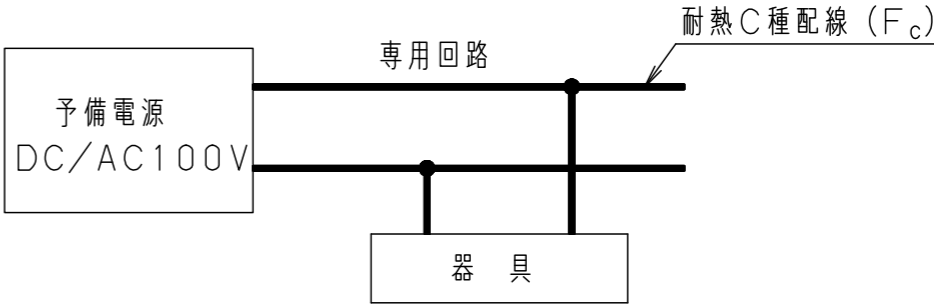 耐熱C種配線（Fc）
専用回路
予備電源
DC/AC100V
器 具